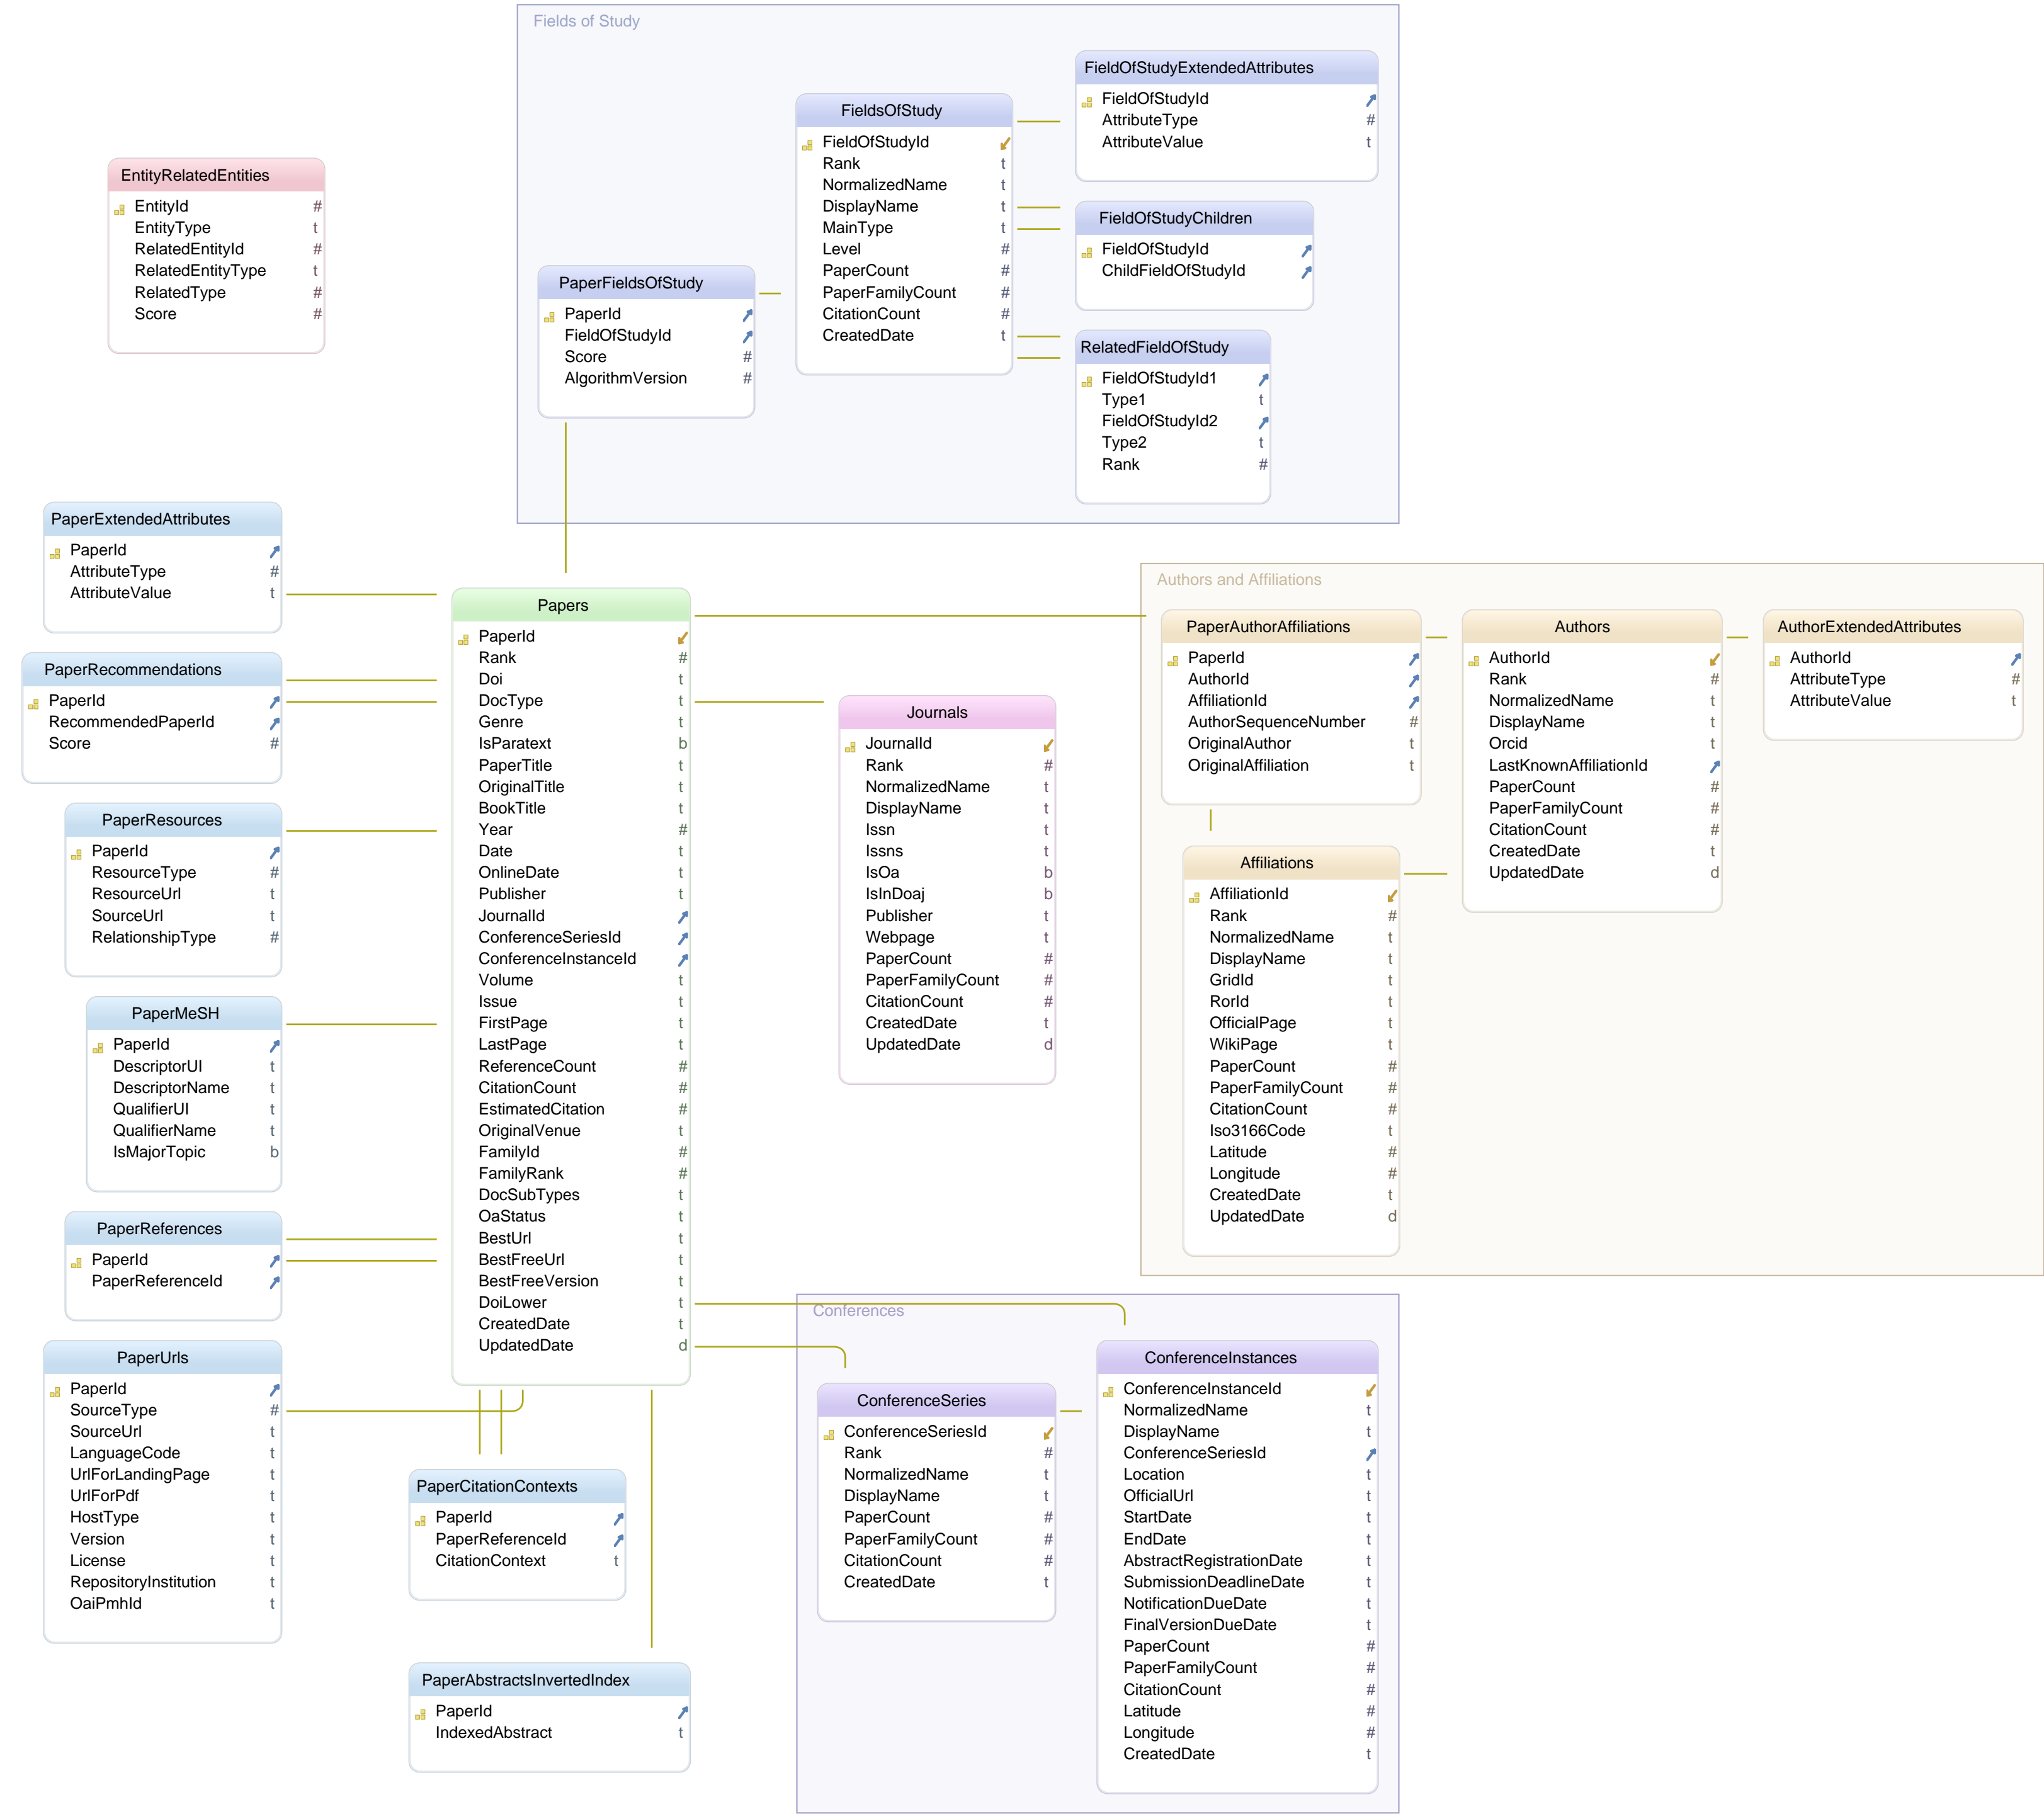 Fields of Study
FieldOfStudyExtendedAttributes
FieldOfStudyId
AttributeType #
AttributeValue t
FieldsOfStudy
FieldOfStudyId
Rank t
NormalizedName t
DisplayName t
MainType t
Level #
PaperCount #
PaperFamilyCount #
CitationCount #
CreatedDate t
FieldOfStudyChildren
FieldOfStudyId
ChildFieldOfStudyId
RelatedFieldOfStudy
FieldOfStudyId1
Type1 t
FieldOfStudyId2
Type2 t
Rank #
PaperFieldsOfStudy
PaperId
FieldOfStudyId
Score #
AlgorithmVersion #
EntityRelatedEntities
EntityId #
EntityType t
RelatedEntityId #
RelatedEntityType t
RelatedType #
Score #
PaperExtendedAttributes
PaperId
AttributeType #
AttributeValue t
PaperRecommendations
PaperId
RecommendedPaperId
Score #
PaperResources
PaperId
ResourceType #
ResourceUrl t
SourceUrl t
RelationshipType #
PaperMeSH
PaperId
DescriptorUI t
DescriptorName t
QualifierUI t
QualifierName t
IsMajorTopic b
PaperReferences
PaperId
PaperReferenceId
PaperUrls
PaperId
SourceType #
SourceUrl t
LanguageCode t
UrlForLandingPage t
UrlForPdf t
HostType t
Version t
License t
RepositoryInstitution t
OaiPmhId t
Papers
PaperId
Rank #
Doi t
DocType t
Genre t
IsParatext b
PaperTitle t
OriginalTitle t
BookTitle t
Year #
Date t
OnlineDate t
Publisher t
JournalId
ConferenceSeriesId
ConferenceInstanceId
Volume t
Issue t
FirstPage t
LastPage t
ReferenceCount #
CitationCount #
EstimatedCitation #
OriginalVenue t
FamilyId #
FamilyRank #
DocSubTypes t
OaStatus t
BestUrl t
BestFreeUrl t
BestFreeVersion t
DoiLower t
CreatedDate t
UpdatedDate d
PaperCitationContexts
PaperId
PaperReferenceId
CitationContext t
PaperAbstractsInvertedIndex
PaperId
IndexedAbstract t
Journals
JournalId
Rank #
NormalizedName t
DisplayName t
Issn t
Issns t
IsOa b
IsInDoaj b
Publisher t
Webpage t
PaperCount #
PaperFamilyCount #
CitationCount #
CreatedDate t
UpdatedDate d
Authors and Affiliations
PaperAuthorAffiliations
PaperId
AuthorId
AffiliationId
AuthorSequenceNumber #
OriginalAuthor t
OriginalAffiliation t
Authors
AuthorId
Rank #
NormalizedName t
DisplayName t
Orcid t
LastKnownAffiliationId
PaperCount #
PaperFamilyCount #
CitationCount #
CreatedDate t
UpdatedDate d
AuthorExtendedAttributes
AuthorId
AttributeType #
AttributeValue t
Affiliations
AffiliationId
Rank #
NormalizedName t
DisplayName t
GridId t
RorId t
OfficialPage t
WikiPage t
PaperCount #
PaperFamilyCount #
CitationCount #
Iso3166Code t
Latitude #
Longitude #
CreatedDate t
UpdatedDate d
Conferences
ConferenceSeries
ConferenceSeriesId
Rank #
NormalizedName t
DisplayName t
PaperCount #
PaperFamilyCount #
CitationCount #
CreatedDate t
ConferenceInstances
ConferenceInstanceId
NormalizedName t
DisplayName t
ConferenceSeriesId
Location t
OfficialUrl t
StartDate t
EndDate t
AbstractRegistrationDate t
SubmissionDeadlineDate t
NotificationDueDate t
FinalVersionDueDate t
PaperCount #
PaperFamilyCount #
CitationCount #
Latitude #
Longitude #
CreatedDate t